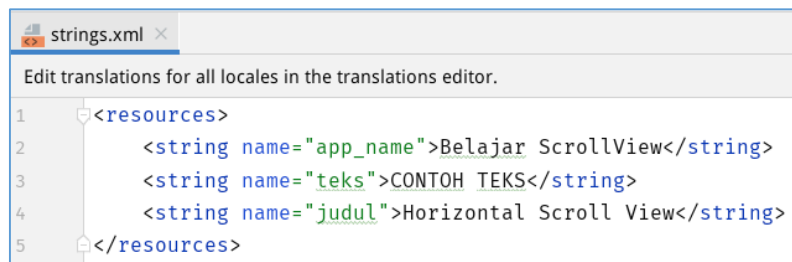 strings.xml
Edit translations for all locales in the translations editor.
1 <resources>
2 <string name="app_name">Belajar ScrollView</string>
3 <string name="teks">CONTOH TEKS</string>
4 <string name="judul">Horizontal Scroll View</string>
5 </resources>